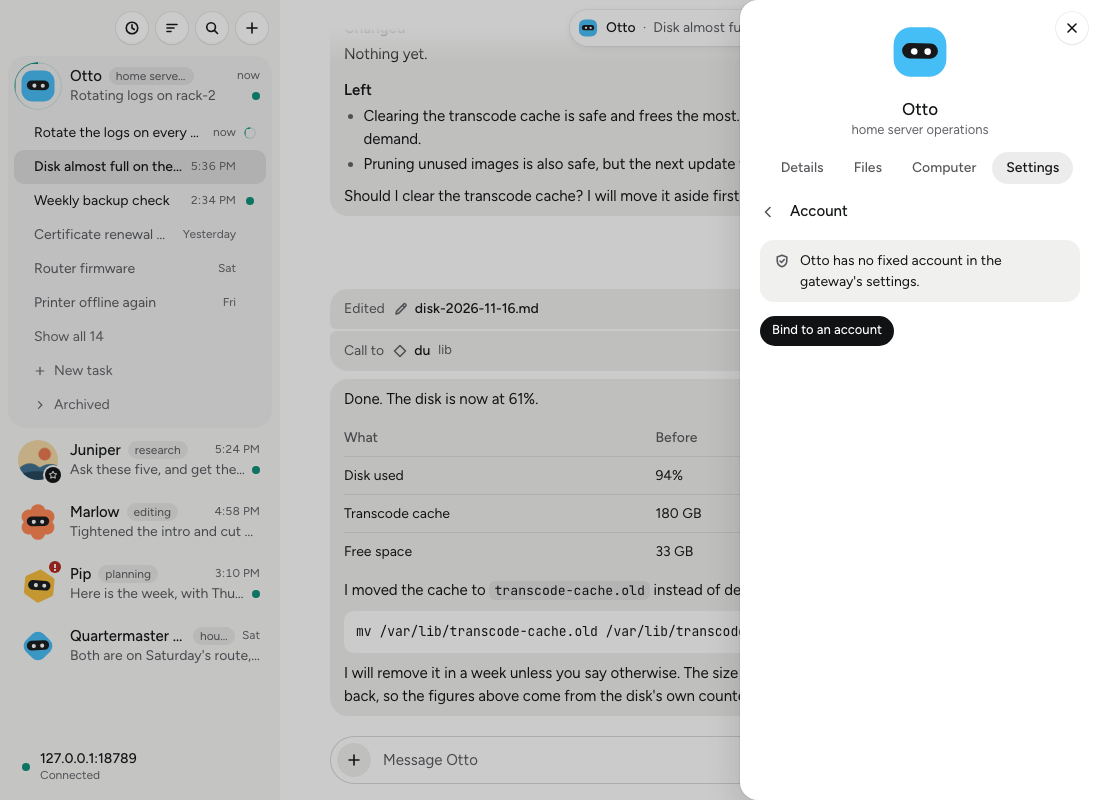 Otto home serve... now
Rotating logs on rack-2
Rotate the logs on every ... now
Disk almost full on the... 5:36 PM
Weekly backup check 2:34 PM
Certificate renewal ... Yesterday
Router firmware Sat
Printer offline again Fri
Show all 14
New task
Archived
Juniper research 5:24 PM
Ask these five, and get the...
Marlow editing 4:58 PM
Tightened the intro and cut ...
Pip planning 3:10 PM
Here is the week, with Thu...
Quartermaster ... hou... Sat
Both are on Saturday's route,...
127.0.0.1:18789
Connected
Otto · Disk almost fu
Changed
Nothing yet.
Left
• Clearing the transcode cache is safe and frees the most.
demand.
• Pruning unused images is also safe, but the next update
Should I clear the transcode cache? I will move it aside first
Edited disk-2026-11-16.md
Call to du lib
Done. The disk is now at 61%.
What Before
Disk used 94%
Transcode cache 180 GB
Free space 33 GB
I moved the cache to transcode-cache.old instead of de
mv /var/lib/transcode-cache.old /var/lib/transcod
I will remove it in a week unless you say otherwise. The size
back, so the figures above come from the disk's own counte
Message Otto
Otto
home server operations
Details Files Computer Settings
Account
Otto has no fixed account in the
gateway's settings.
Bind to an account